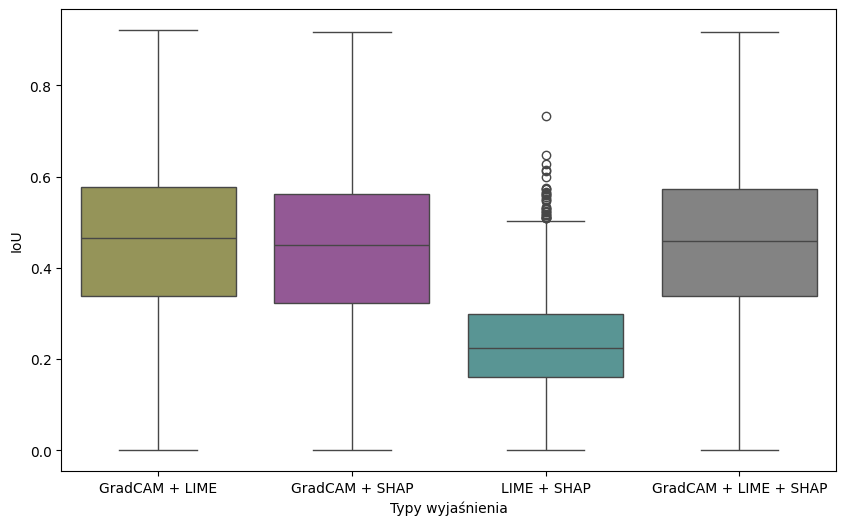 IoU
0.8
0.6
0.4
0.2
0.0
GradCAM + LIME
GradCAM + SHAP
LIME + SHAP
GradCAM + LIME + SHAP
Typy wyjaśnienia